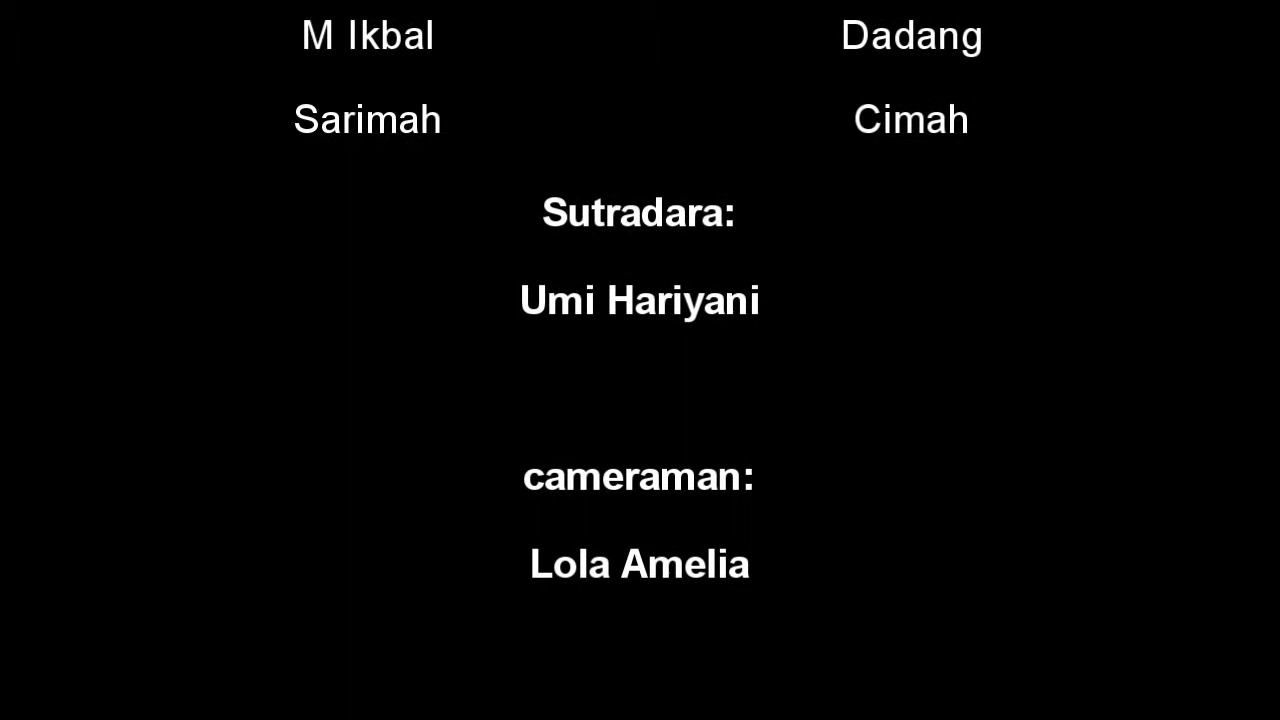 M Ikbal Dadang
Sarimah Cimah
Sutradara:
Umi Hariyani
cameraman:
Lola Amelia